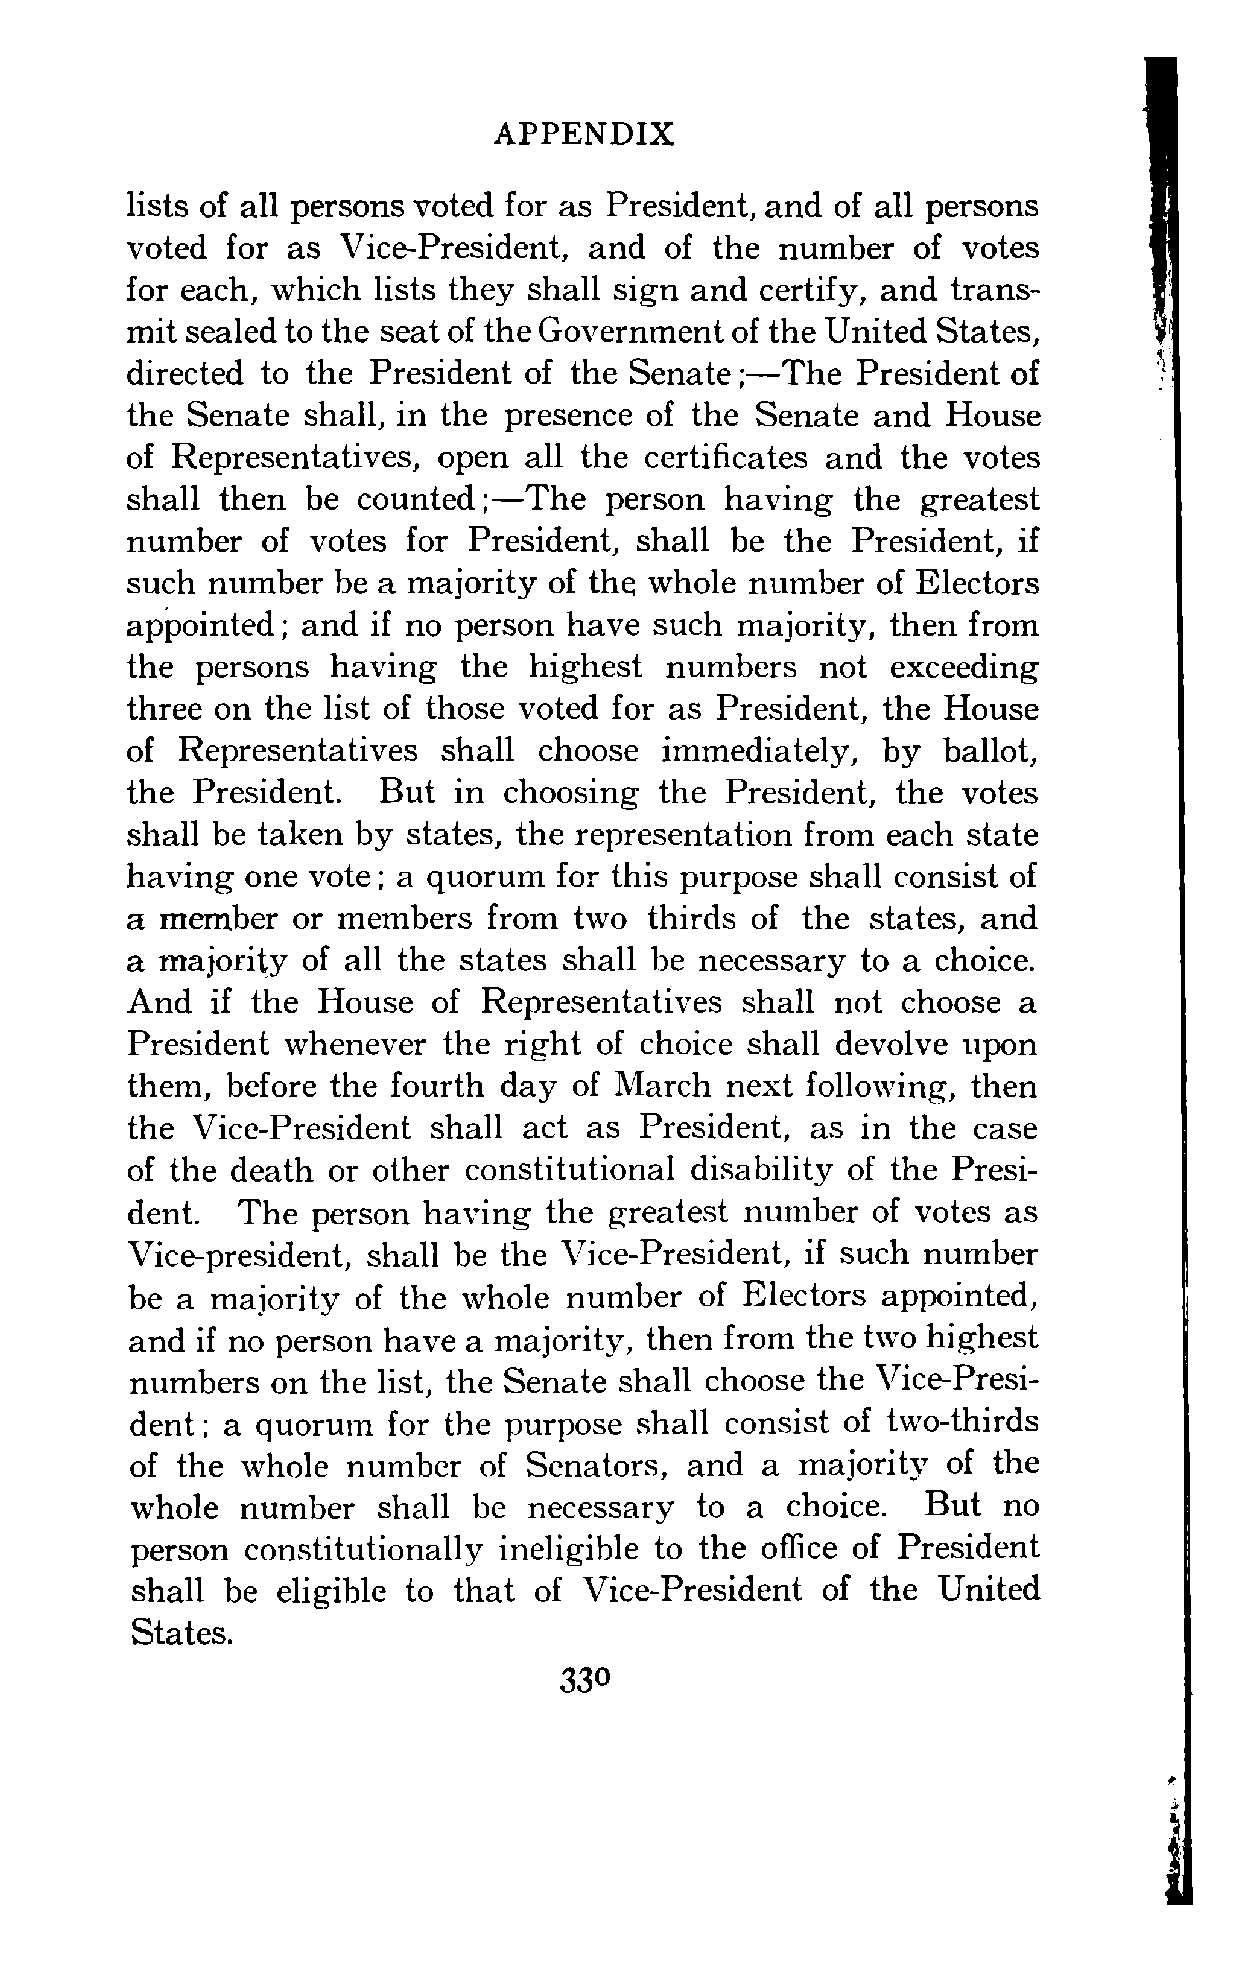 APPENDIX
lists of all persons voted for as President, and of all persons
voted for as Vice-President, and of the number of votes
for each, which lists they shall sign and certify, and trans-
mit sealed to the seat of the Government of the United States,
directed to the President of the Senate;—The President of
the Senate shall, in the presence of the Senate and House
of Representatives, open all the certificates and the votes
shall then be counted;—The person having the greatest
number of votes for President, shall be the President, if
such number be a majority of the whole number of Electors
appointed; and if no person have such majority, then from
the persons having the highest numbers not exceeding
three on the list of those voted for as President, the House
of Representatives shall choose immediately, by ballot,
the President. But in choosing the President, the votes
shall be taken by states, the representation from each state
having one vote; a quorum for this purpose shall consist of
a member or members from two thirds of the states, and
a majority of all the states shall be necessary to a choice.
And if the House of Representatives shall not choose a
President whenever the right of choice shall devolve upon
them, before the fourth day of March next following, then
the Vice-President shall act as President, as in the case
of the death or other constitutional disability of the Presi-
dent. The person having the greatest number of votes as
Vice-president, shall be the Vice-President, if such number
be a majority of the whole number of Electors appointed,
and if no person have a majority, then from the two highest
numbers on the list, the Senate shall choose the Vice-Presi-
dent; a quorum for the purpose shall consist of two-thirds
of the whole number of Senators, and a majority of the
whole number shall be necessary to a choice. But no
person constitutionally ineligible to the office of President
shall be eligible to that of Vice-President of the United
States.
330